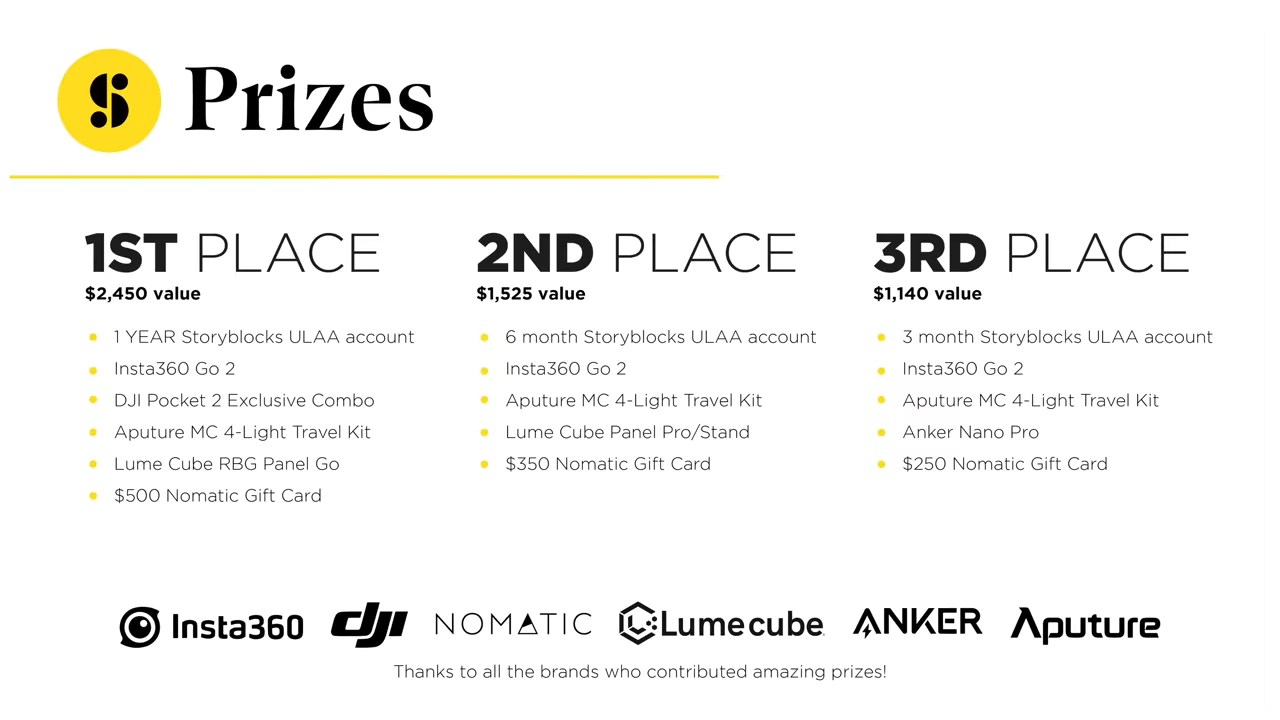 Prizes
1ST PLACE
$2,450 value
1 YEAR Storyblocks ULAA account
Insta360 Go 2
DJI Pocket 2 Exclusive Combo
Aputure MC 4-Light Travel Kit
Lume Cube RBG Panel Go
$500 Nomatic Gift Card
2ND PLACE
$1,525 value
6 month Storyblocks ULAA account
Insta360 Go 2
Aputure MC 4-Light Travel Kit
Lume Cube Panel Pro/Stand
$350 Nomatic Gift Card
3RD PLACE
$1,140 value
3 month Storyblocks ULAA account
Insta360 Go 2
Aputure MC 4-Light Travel Kit
Anker Nano Pro
$250 Nomatic Gift Card
Insta360 dji NOMATIC Lume cube ANKER Aputure
Thanks to all the brands who contributed amazing prizes!